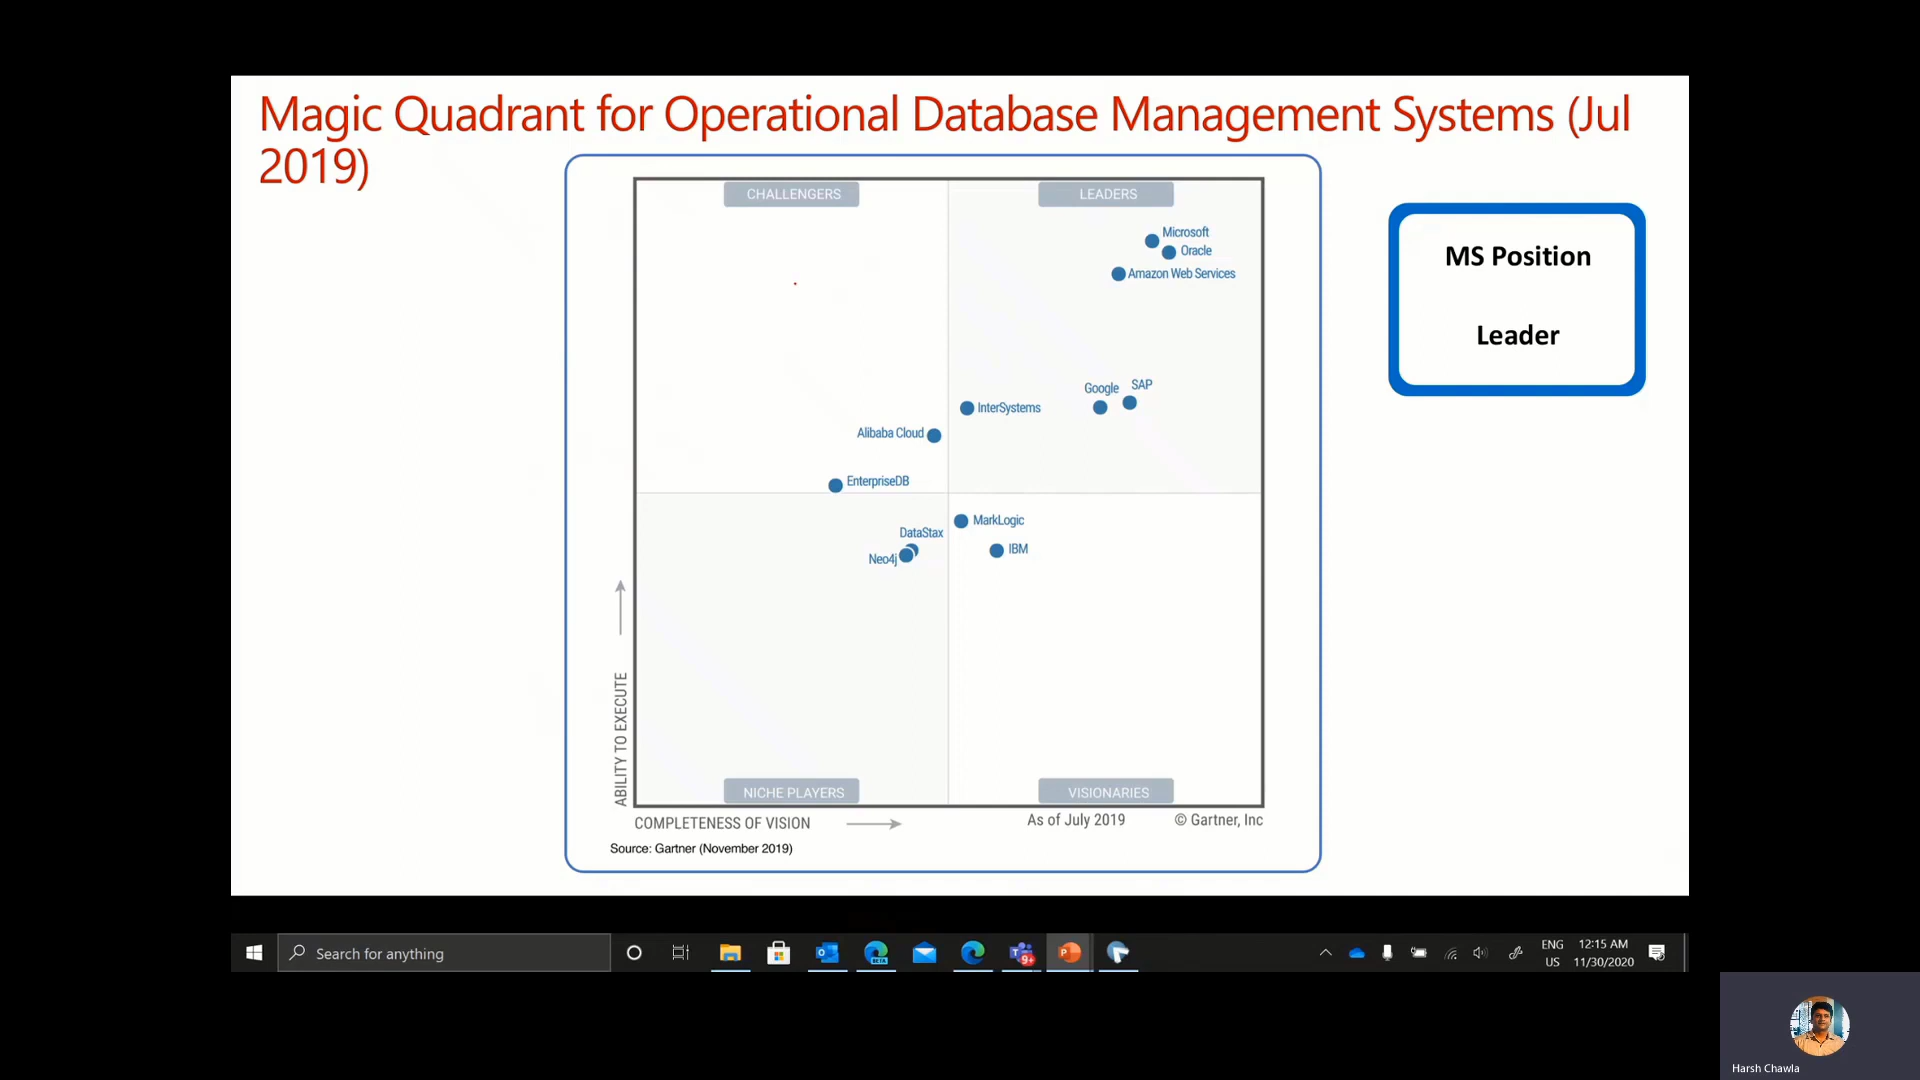 Magic Quadrant for Operational Database Management Systems (Jul
2019)
CHALLENGERS
LEADERS
Microsoft
Oracle
Amazon Web Services
Google
SAP
InterSystems
Alibaba Cloud
EnterpriseDB
MarkLogic
DataStax
IBM
Neo4j
ABILITY TO EXECUTE
NICHE PLAYERS
VISIONARIES
COMPLETENESS OF VISION
As of July 2019
© Gartner, Inc
Source: Gartner (November 2019)
MS Position
Leader
Search for anything
BETA
9+
ENG
US
12:15 AM
11/30/2020
Harsh Chawla